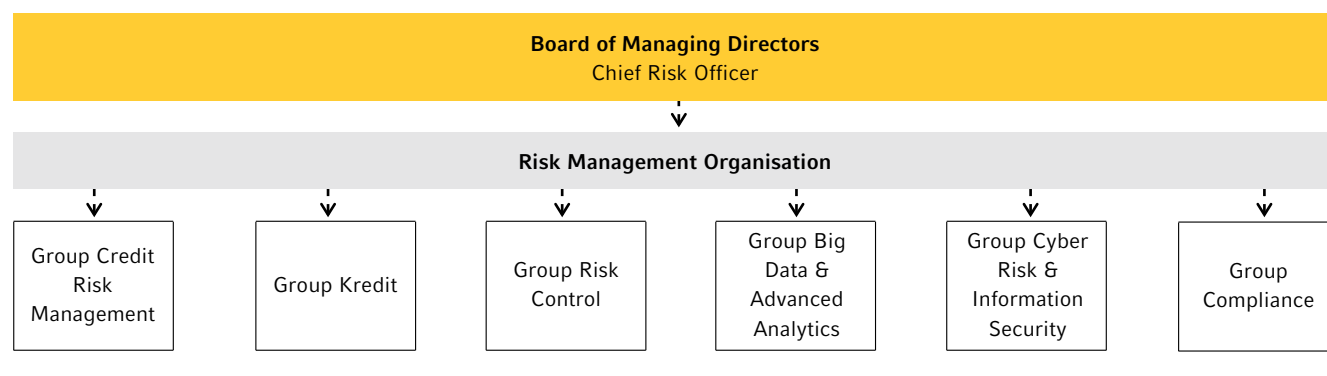 Board of Managing Directors
Chief Risk Officer
Risk Management Organisation
Group Credit
Risk
Management
Group Kredit
Group Risk
Control
Group Big
Data &
Advanced
Analytics
Group Cyber
Risk &
Information
Security
Group
Compliance